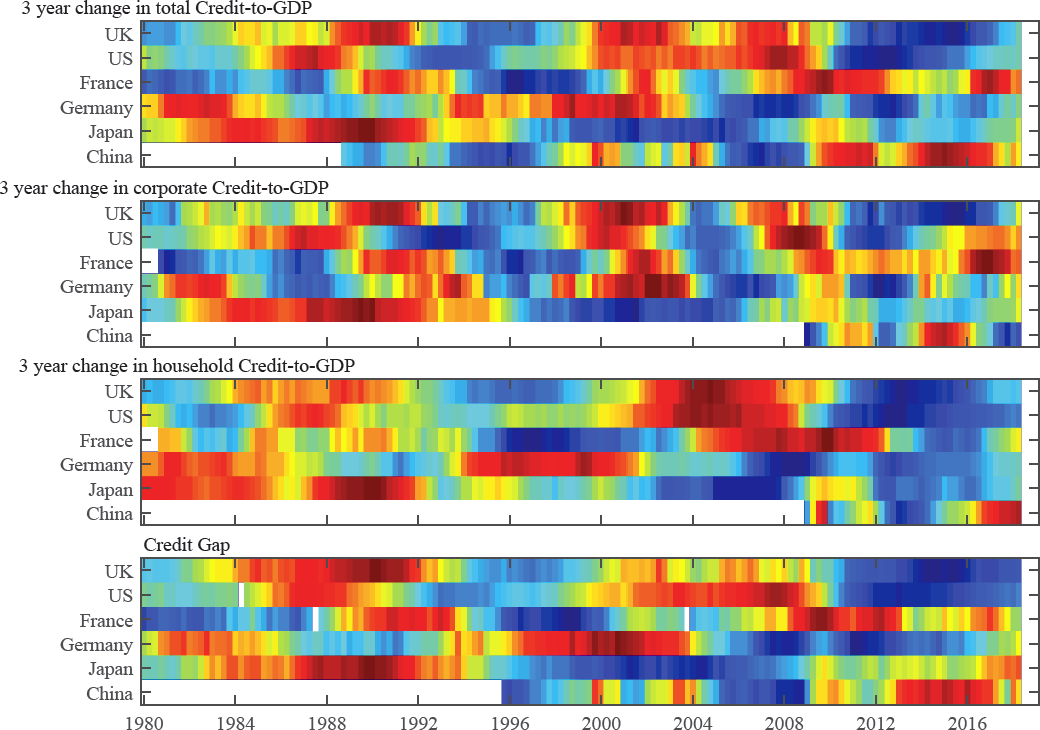 3 year change in total Credit-to-GDP
UK
US
France
Germany
Japan
China
3 year change in corporate Credit-to-GDP
UK
US
France
Germany
Japan
China
3 year change in household Credit-to-GDP
UK
US
France
Germany
Japan
China
Credit Gap
UK
US
France
Germany
Japan
China
1980 1984 1988 1992 1996 2000 2004 2008 2012 2016